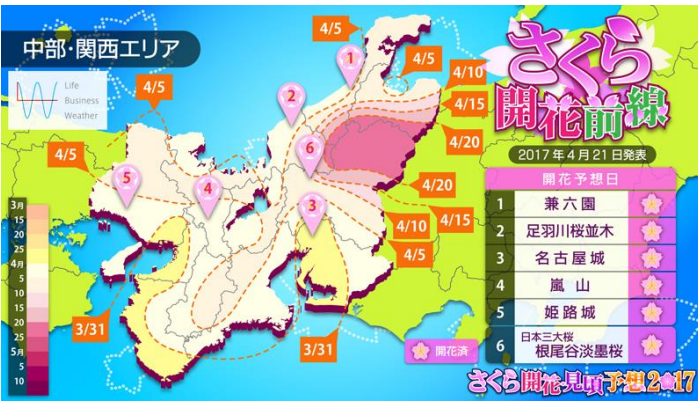 中部・関西エリア
Life
Business
Weather
さくら
開花前線
2017年4月21日発表
開花予想日
1 兼六園
2 足羽川桜並木
3 名古屋城
4 嵐山
5 姫路城
6 日本三大桜
根尾谷淡墨桜
4/5
4/5
4/10
4/15
4/20
4/5
4/5
4/20
4/15
4/10
4/5
3/31
3/31
1
2
6
5
4
3
3月
15
20
25
4月
5
10
15
20
25
5月
5
10
開花済
さくら開花見頃予想2017